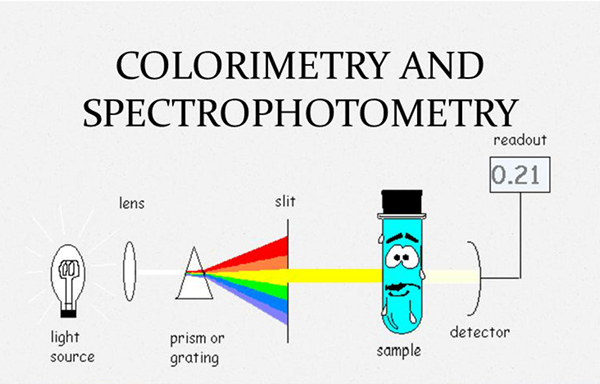 COLORIMETRY AND
SPECTROPHOTOMETRY
readout
0.21
lens
slit
light
source
prism or
grating
sample
detector